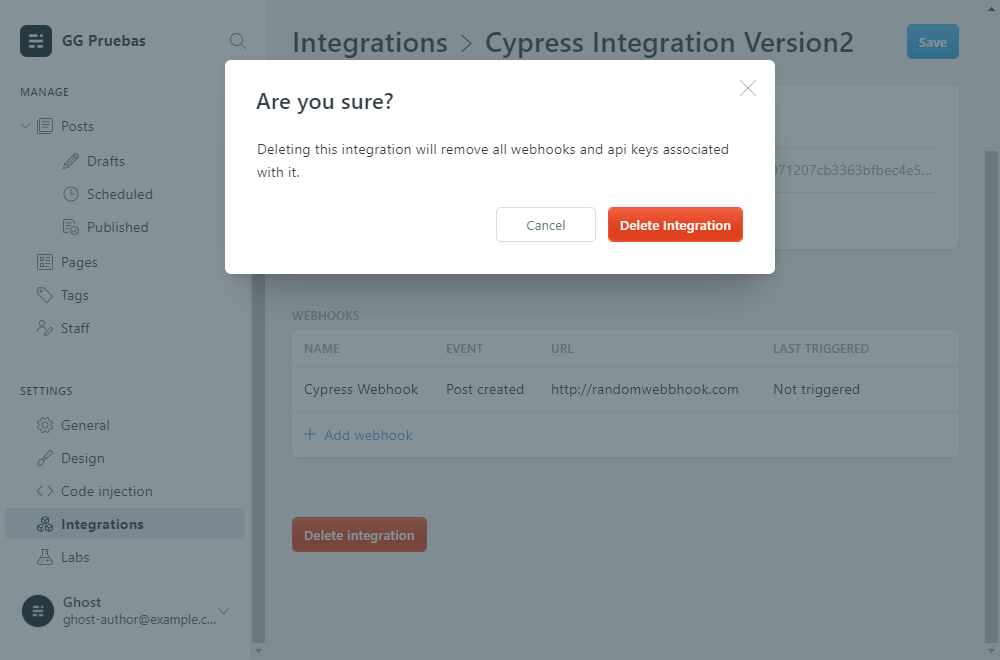 GG Pruebas
MANAGE
Posts
Drafts
Scheduled
Published
Pages
Tags
Staff
SETTINGS
General
Design
Code injection
Integrations
Labs
Ghost
ghost-author@example.c...
Integrations > Cypress Integration Version2
Save
Are you sure?
Deleting this integration will remove all webhooks and api keys associated
with it.
Cancel
Delete Integration
071207cb3363bfbec4e5...
WEBHOOKS
NAME EVENT URL LAST TRIGGERED
Cypress Webhook Post created http://randomwebbhook.com Not triggered
+ Add webhook
Delete integration